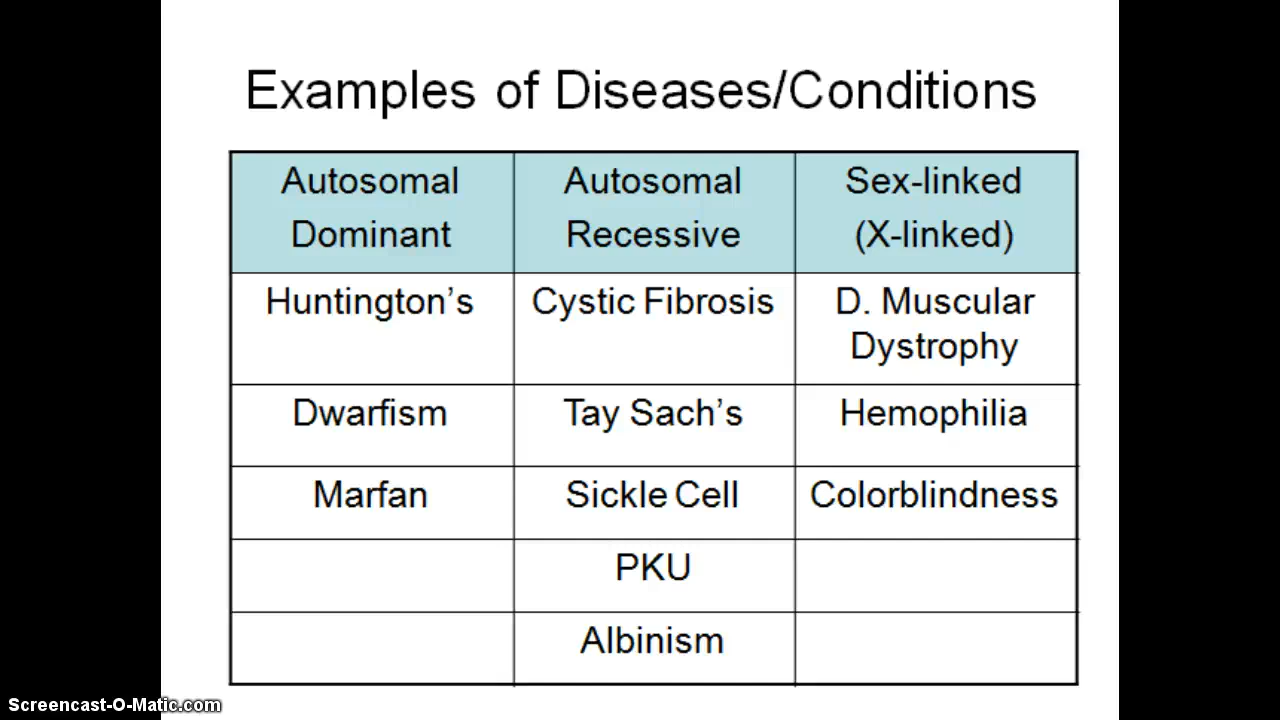 Examples of Diseases/Conditions
Autosomal
Dominant
Autosomal
Recessive
Sex-linked
(X-linked)
Huntington’s
Cystic Fibrosis
D. Muscular
Dystrophy
Dwarfism
Tay Sach’s
Hemophilia
Marfan
Sickle Cell
Colorblindness
PKU
Albinism
Screencast-O-Matic.com